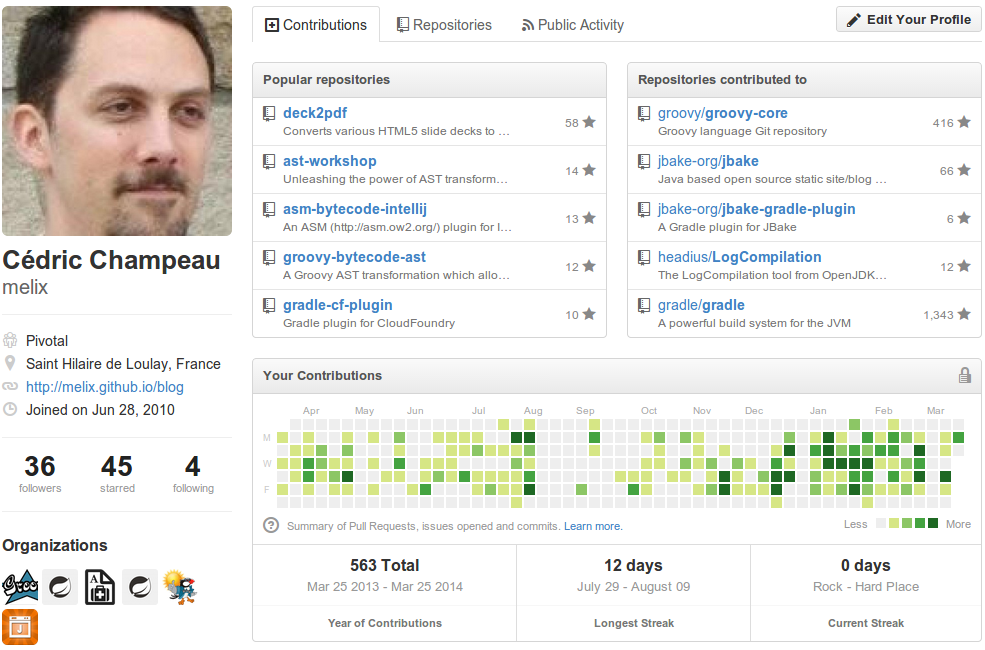 Contributions
Repositories
Public Activity
Edit Your Profile
Cédric Champeau
melix
Pivotal
Saint Hilaire de Loulay, France
http://melix.github.io/blog
Joined on Jun 28, 2010
36
followers
45
starred
4
following
Organizations
Popular repositories
deck2pdf
Converts various HTML5 slide decks to …
58
ast-workshop
Unleashing the power of AST transform…
14
asm-bytecode-intellij
An ASM (http://asm.ow2.org/) plugin for I…
13
groovy-bytecode-ast
A Groovy AST transformation which allo…
12
gradle-cf-plugin
Gradle plugin for CloudFoundry
10
Repositories contributed to
groovy/groovy-core
Groovy language Git repository
416
jbake-org/jbake
Java based open source static site/blog …
66
jbake-org/jbake-gradle-plugin
A Gradle plugin for JBake
6
headius/LogCompilation
The LogCompilation tool from OpenJDK…
12
gradle/gradle
A powerful build system for the JVM
1,343
Your Contributions
Apr May Jun Jul Aug Sep Oct Nov Dec Jan Feb Mar
M
W
F
Summary of Pull Requests, issues opened and commits. Learn more.
Less More
563 Total
Mar 25 2013 - Mar 25 2014
Year of Contributions
12 days
July 29 - August 09
Longest Streak
0 days
Rock - Hard Place
Current Streak